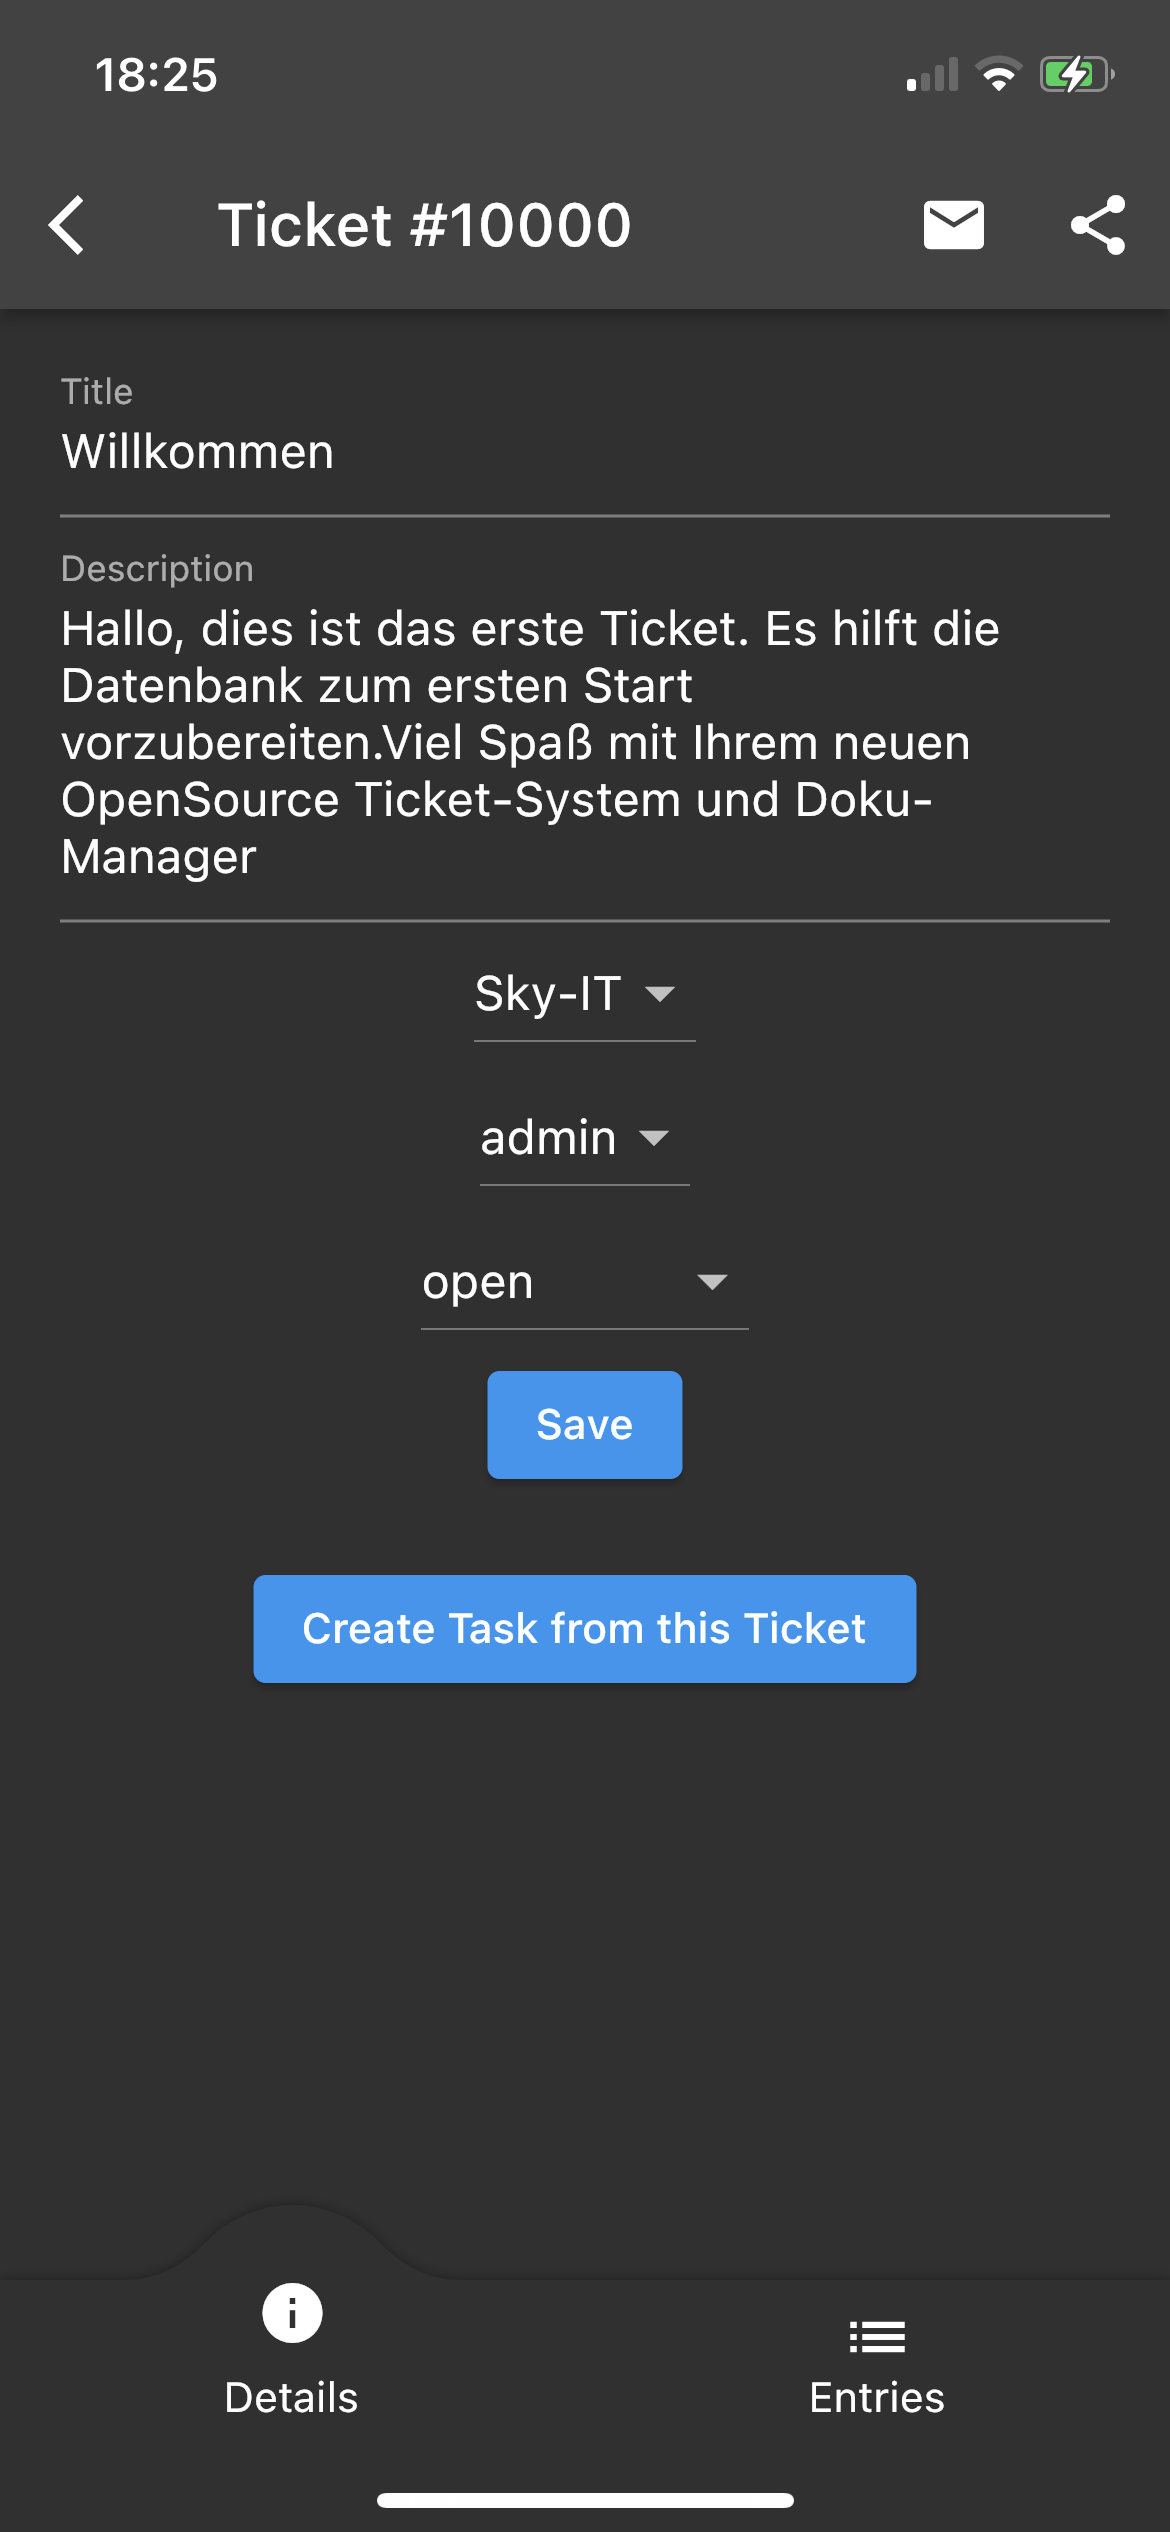 18:25
Ticket #10000
Title
Willkommen
Description
Hallo, dies ist das erste Ticket. Es hilft die
Datenbank zum ersten Start
vorzubereiten.Viel Spaß mit Ihrem neuen
OpenSource Ticket-System und Doku-
Manager
Sky-IT
admin
open
Save
Create Task from this Ticket
Details
Entries